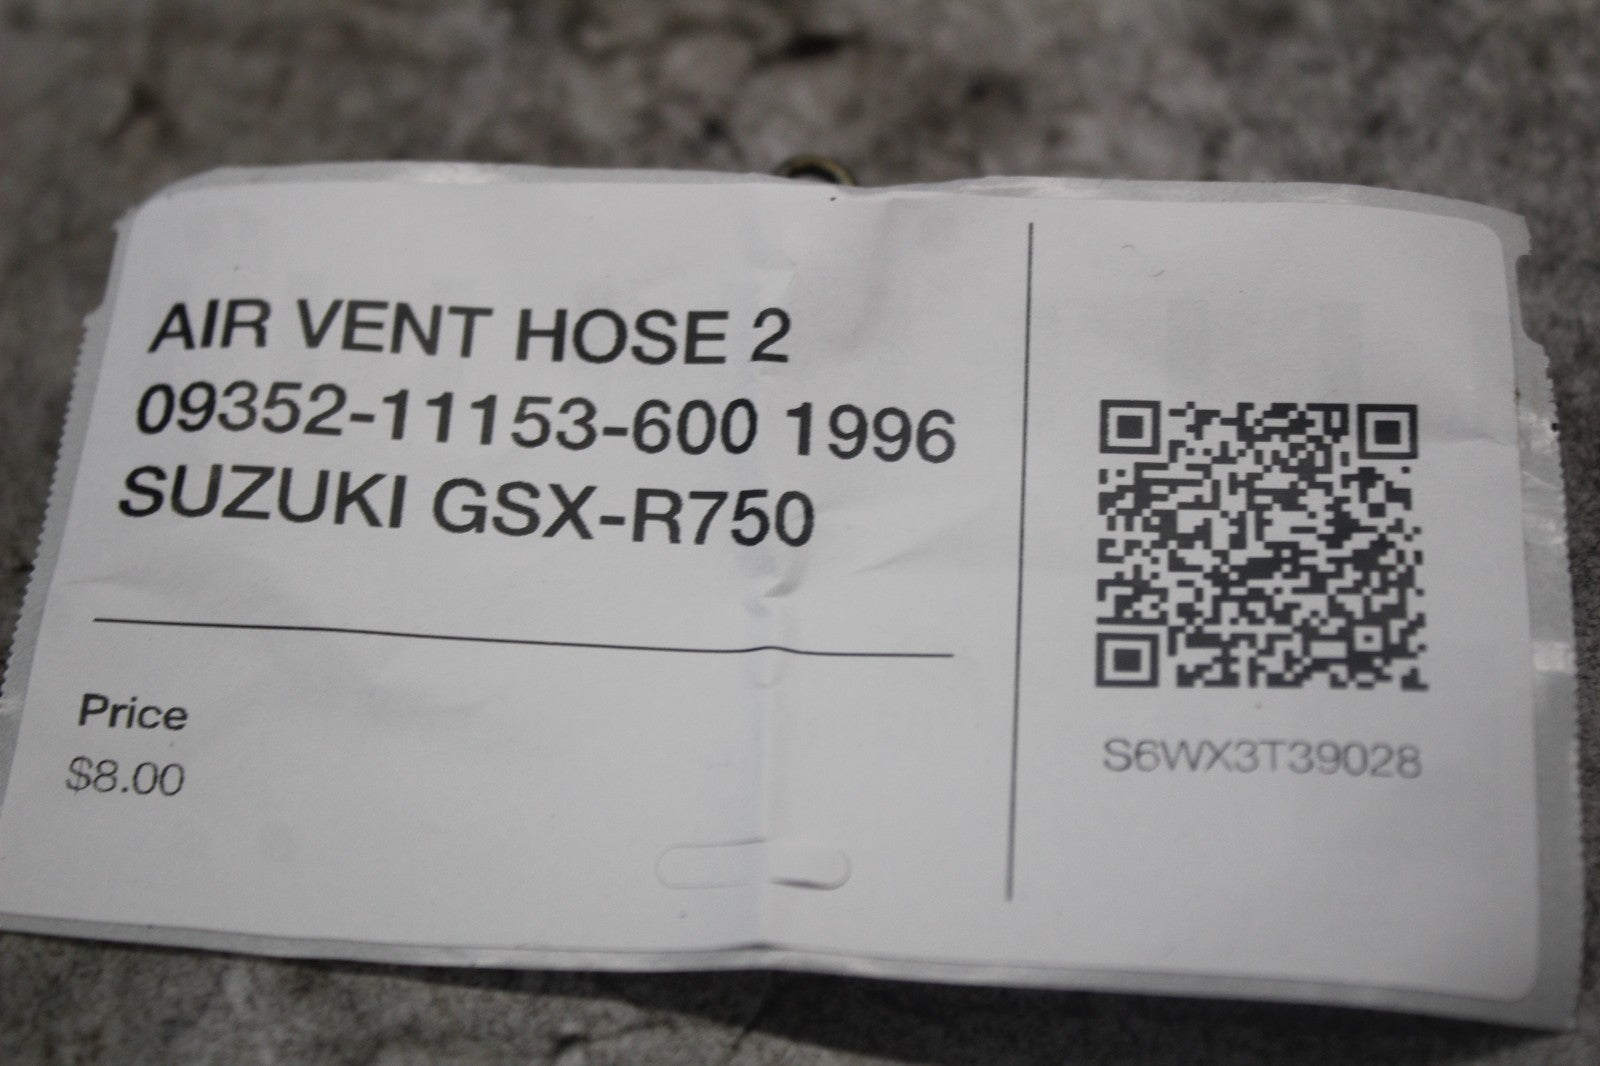 AIR VENT HOSE 2
09352-11153-600 1996
SUZUKI GSX-R750
Price
$8.00
S6WX3T39028